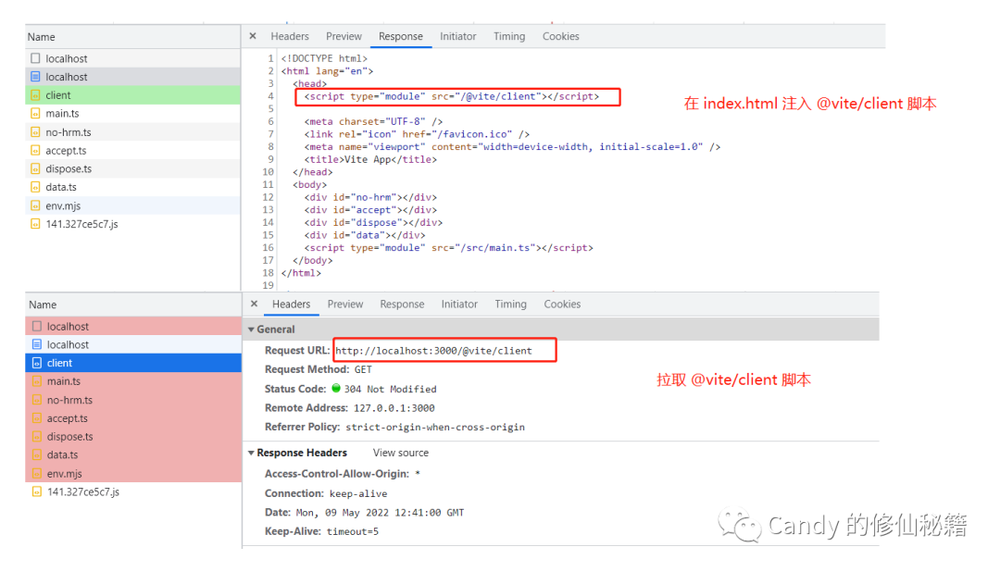 Name
× Headers Preview Response Initiator Timing Cookies
localhost
localhost
client
main.ts
no-hrm.ts
accept.ts
dispose.ts
data.ts
env.mjs
141.327ce5c7.js
1 <!DOCTYPE html>
2 <html lang="en">
3 <head>
4 <script type="module" src="/@vite/client"></script>
5
6 <meta charset="UTF-8" />
7 <link rel="icon" href="/favicon.ico" />
8 <meta name="viewport" content="width=device-width, initial-scale=1.0" />
9 <title>Vite App</title>
10 </head>
11 <body>
12 <div id="no-hrm"></div>
13 <div id="accept"></div>
14 <div id="dispose"></div>
15 <div id="data"></div>
16 <script type="module" src="/src/main.ts"></script>
17 </body>
18 </html>
19
在 index.html 注入 @vite/client 脚本
Name
× Headers Preview Response Initiator Timing Cookies
localhost
localhost
client
main.ts
no-hrm.ts
accept.ts
dispose.ts
data.ts
env.mjs
141.327ce5c7.js
General
Request URL: http://localhost:3000/@vite/client
Request Method: GET
Status Code: 304 Not Modified
Remote Address: 127.0.0.1:3000
Referrer Policy: strict-origin-when-cross-origin
Response Headers View source
Access-Control-Allow-Origin: *
Connection: keep-alive
Date: Mon, 09 May 2022 12:41:00 GMT
Keep-Alive: timeout=5
拉取 @vite/client 脚本
Candy 的修仙秘籍